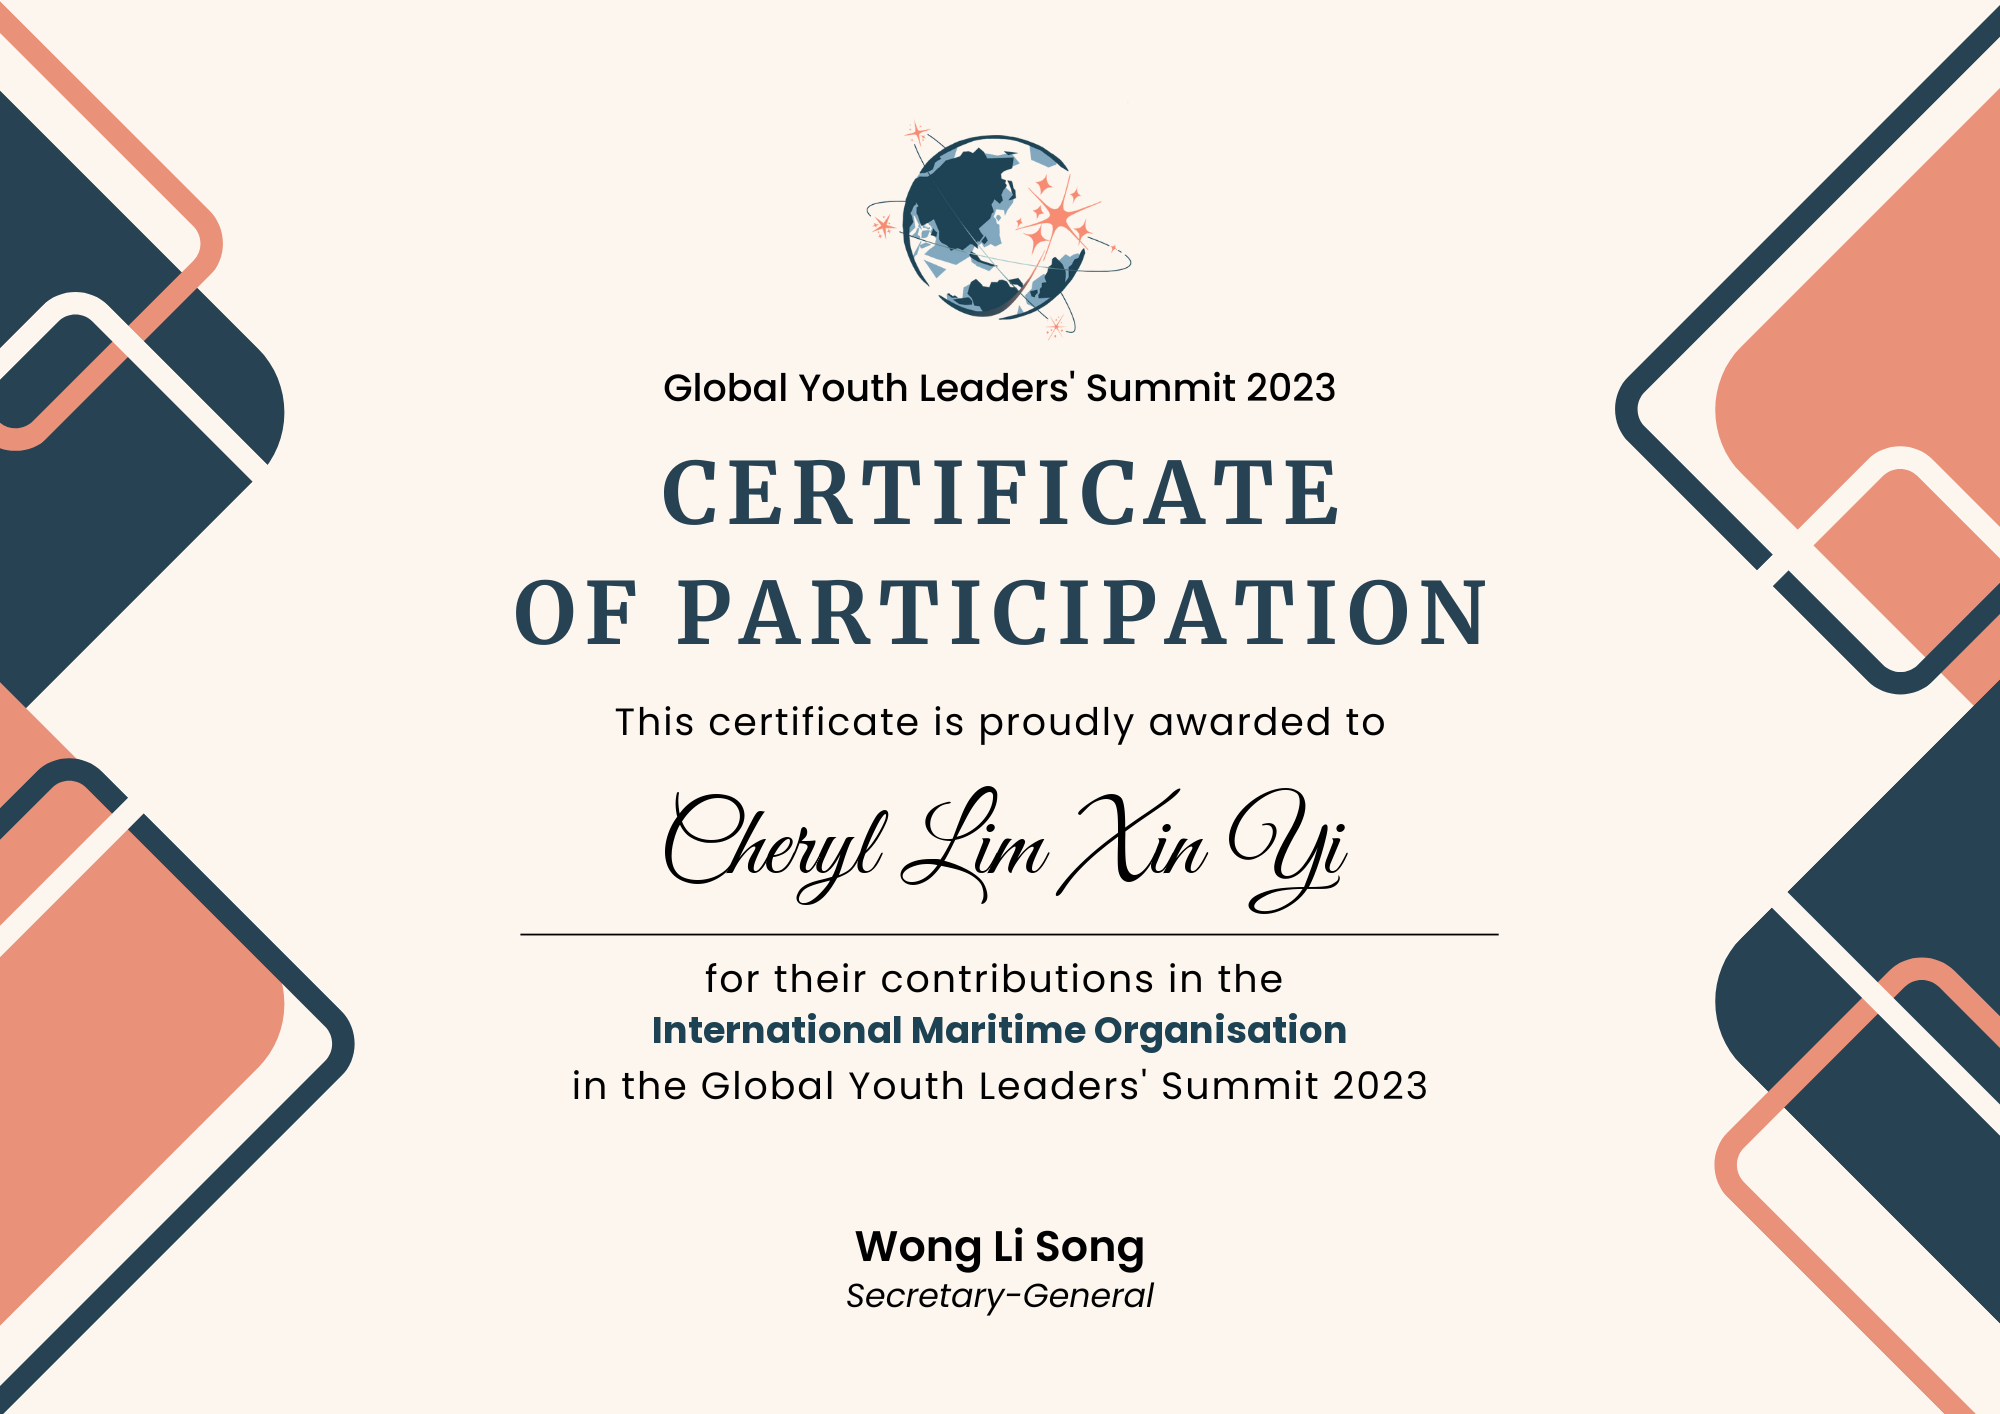 Global Youth Leaders' Summit 2023
CERTIFICATE
OF PARTICIPATION
This certificate is proudly awarded to
Cheryl Lim Xin Yi
for their contributions in the
International Maritime Organisation
in the Global Youth Leaders' Summit 2023
Wong Li Song
Secretary-General